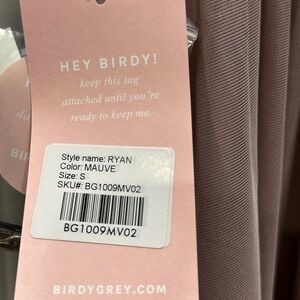 HEY BIRDY!
keep this tag
attached until you're
ready to keep me.
Style name: RYAN
Color: MAUVE
Size: S
SKU#: BG1009MV02
BG1009MV02
BIRDYGREY.COM